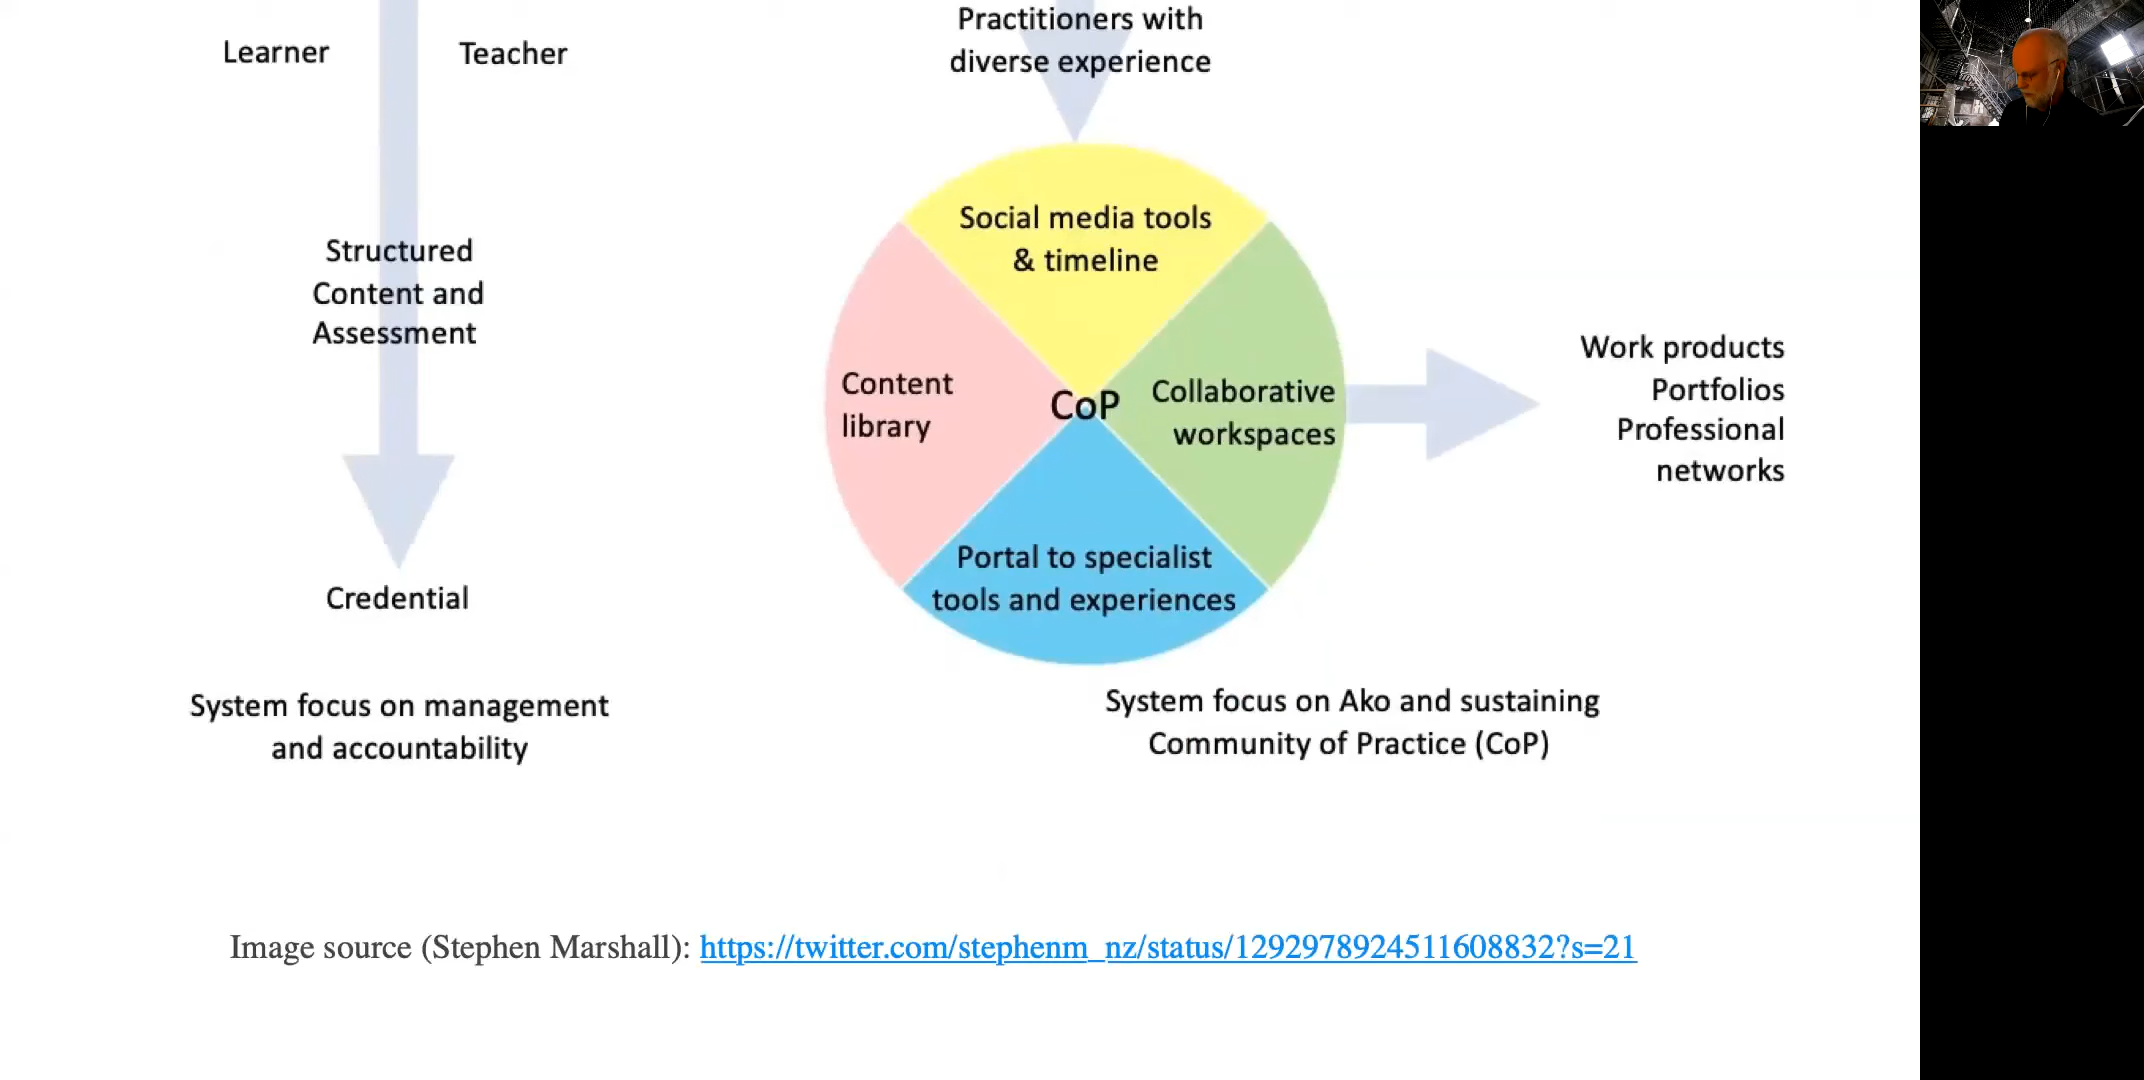 Learner
Teacher
Structured
Content and
Assessment
Credential
System focus on management
and accountability
Practitioners with
diverse experience
Social media tools
& timeline
Content
library
CoP
Collaborative
workspaces
Portal to specialist
tools and experiences
Work products
Portfolios
Professional
networks
System focus on Ako and sustaining
Community of Practice (CoP)
Image source (Stephen Marshall): https://twitter.com/stephenm_nz/status/1292978924511608832?s=21